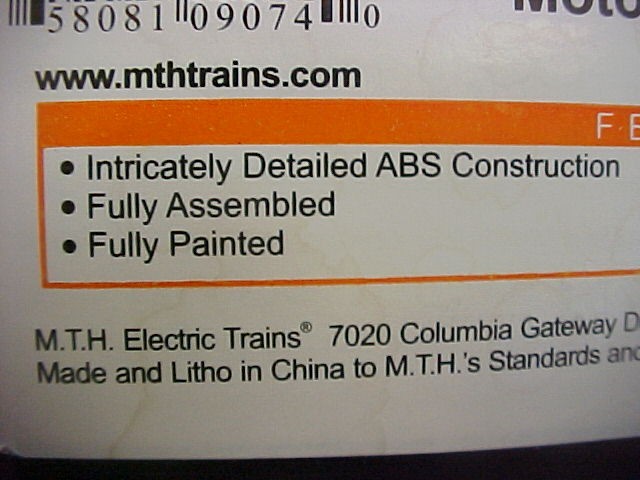 58081 09074 0
www.mthtrains.com
• Intricately Detailed ABS Construction
• Fully Assembled
• Fully Painted
M.T.H. Electric Trains® 7020 Columbia Gateway
Made and Litho in China to M.T.H.'s Standards and